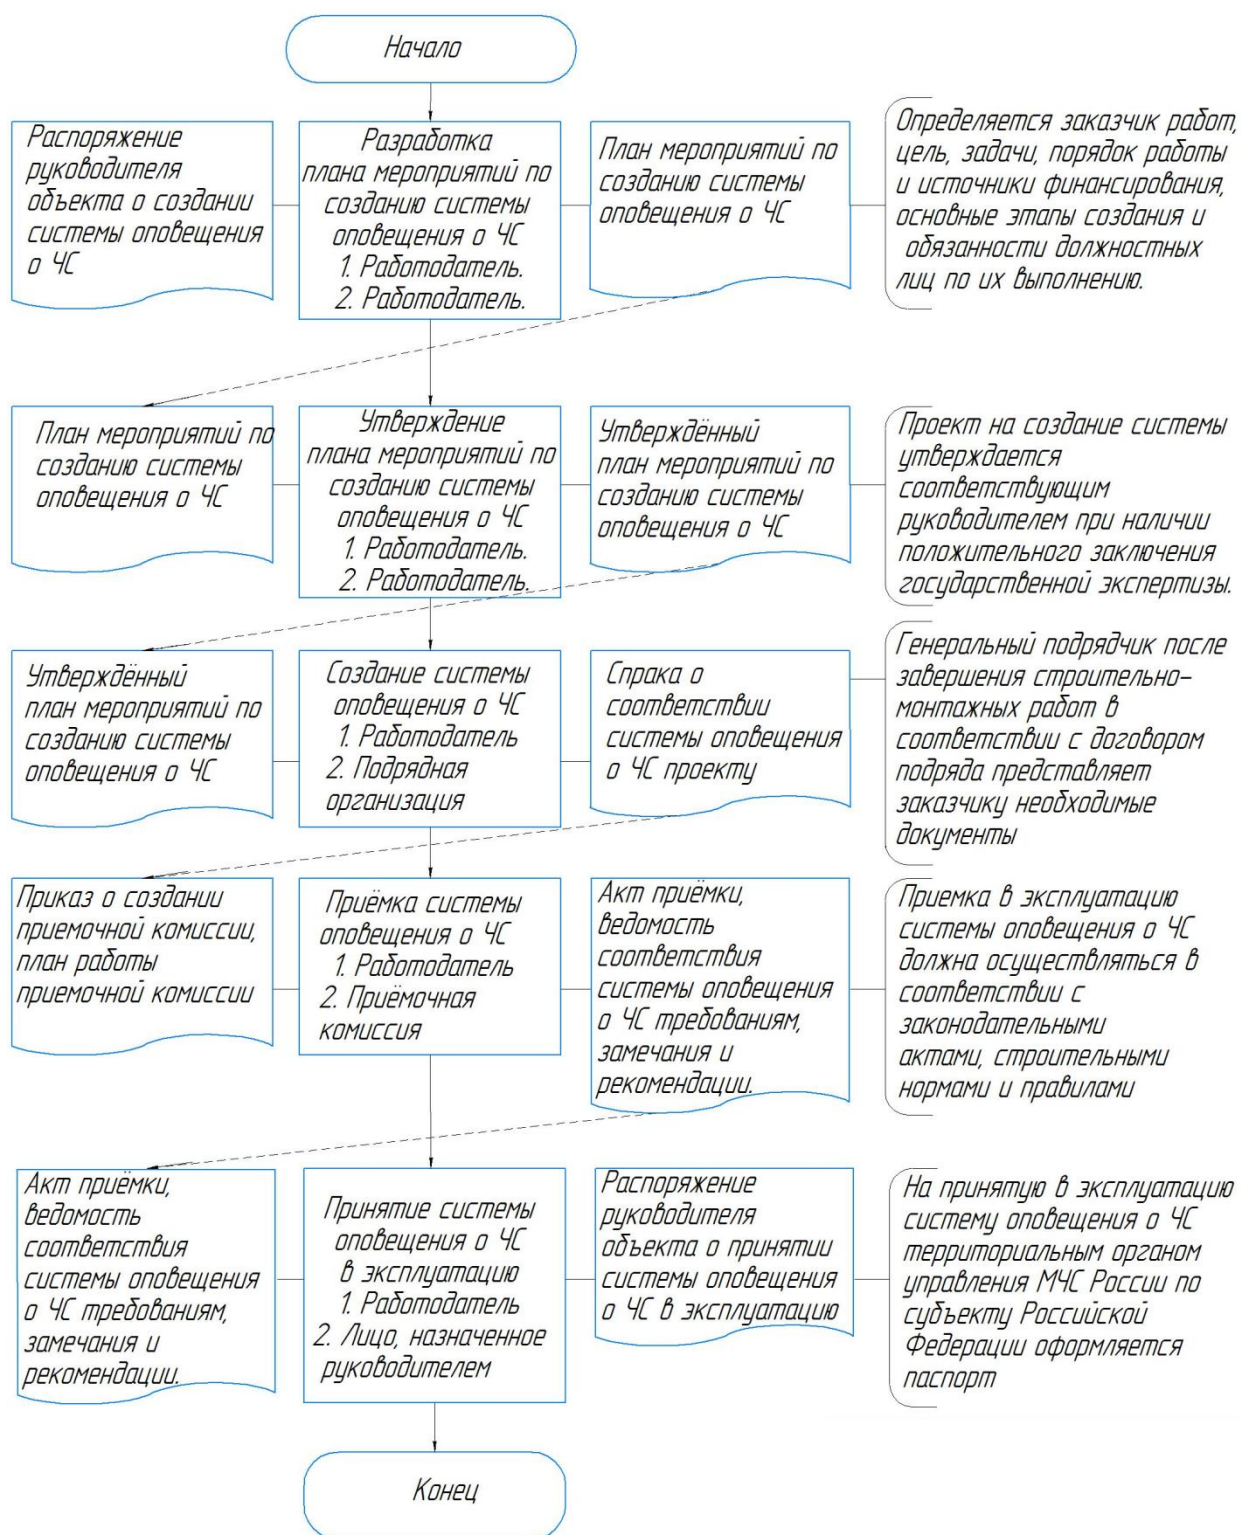 Начало
Распоряжение
руководителя
объекта о создании
системы оповещения
о ЧС
Разработка
плана мероприятий по
созданию системы
оповещения о ЧС
1. Работодатель.
2. Работодатель.
План мероприятий по
созданию системы
оповещения о ЧС
Определяется заказчик работ,
цель, задачи, порядок работы
и источники финансирования,
основные этапы создания и
обязанности должностных
лиц по их выполнению.
План мероприятий по
созданию системы
оповещения о ЧС
Утверждение
плана мероприятий по
созданию системы
оповещения о ЧС
1. Работодатель.
2. Работодатель.
Утверждённый
план мероприятий по
созданию системы
оповещения о ЧС
Проект на создание системы
утверждается
соответствующим
руководителем при наличии
положительного заключения
государственной экспертизы.
Утверждённый
план мероприятий по
созданию системы
оповещения о ЧС
Создание системы
оповещения о ЧС
1. Работодатель
2. Подрядная
организация
Спрака о
соответствии
системы оповещения
о ЧС проекту
Генеральный подрядчик после
завершения строительно-
монтажных работ в
соответствии с договором
подряда представляет
заказчику необходимые
документы
Приказ о создании
приемочной комиссии,
план работы
приемочной комиссии
Приёмка системы
оповещения о ЧС
1. Работодатель
2. Приёмочная
комиссия
Акт приёмки,
ведомость
соответствия
системы оповещения
о ЧС требованиям,
замечания и
рекомендации.
Приемка в эксплуатацию
системы оповещения о ЧС
должна осуществляться в
соответствии с
законодательными
актами, строительными
нормами и правилами
Акт приёмки,
ведомость
соответствия
системы оповещения
о ЧС требованиям,
замечания и
рекомендации.
Принятие системы
оповещения о ЧС
в эксплуатацию
1. Работодатель
2. Лицо, назначенное
руководителем
Распоряжение
руководителя
объекта о принятии
системы оповещения
о ЧС в эксплуатацию
На принятую в эксплуатацию
систему оповещения о ЧС
территориальным органом
управления МЧС России по
субъекту Российской
Федерации оформляется
паспорт
Конец